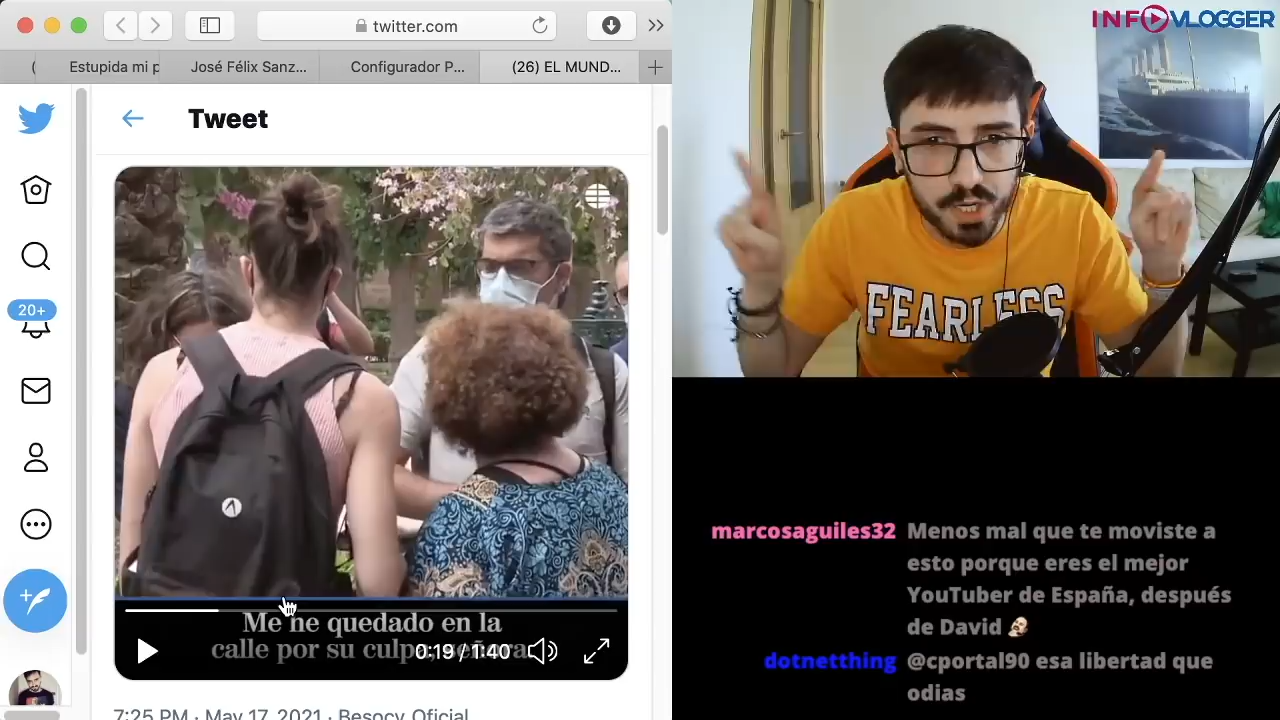 twitter.com
Estupida mi p
José Félix Sanz...
Configurador P...
(26) EL MUND...
Tweet
20+
Me he quedado en la
calle por su culpa, señora
0:19 / 1:40
7:25 PM · May 17, 2021 · Besocy Oficial
INFOVLOGGER
FEARLESS
marcosaguiles32 Menos mal que te moviste a
esto porque eres el mejor
YouTuber de España, después
de David
dotnetthing @cportal90 esa libertad que
odias